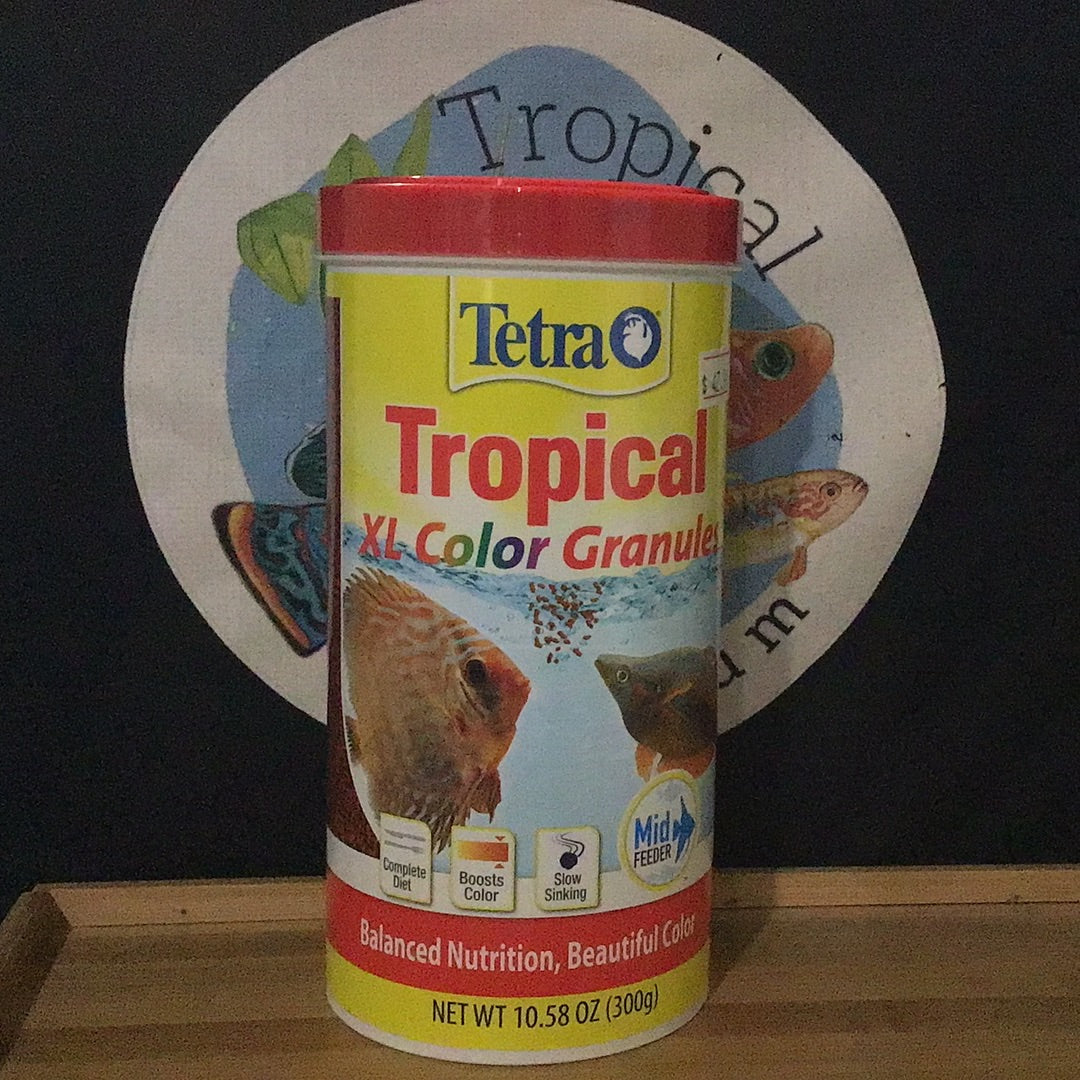 Tropical
Tetra
Tropical
XL Color Granules
Mid
FEEDER
Complete
Diet
Boosts
Color
Slow
Sinking
Balanced Nutrition, Beautiful Color
NET WT 10.58 OZ (300g)